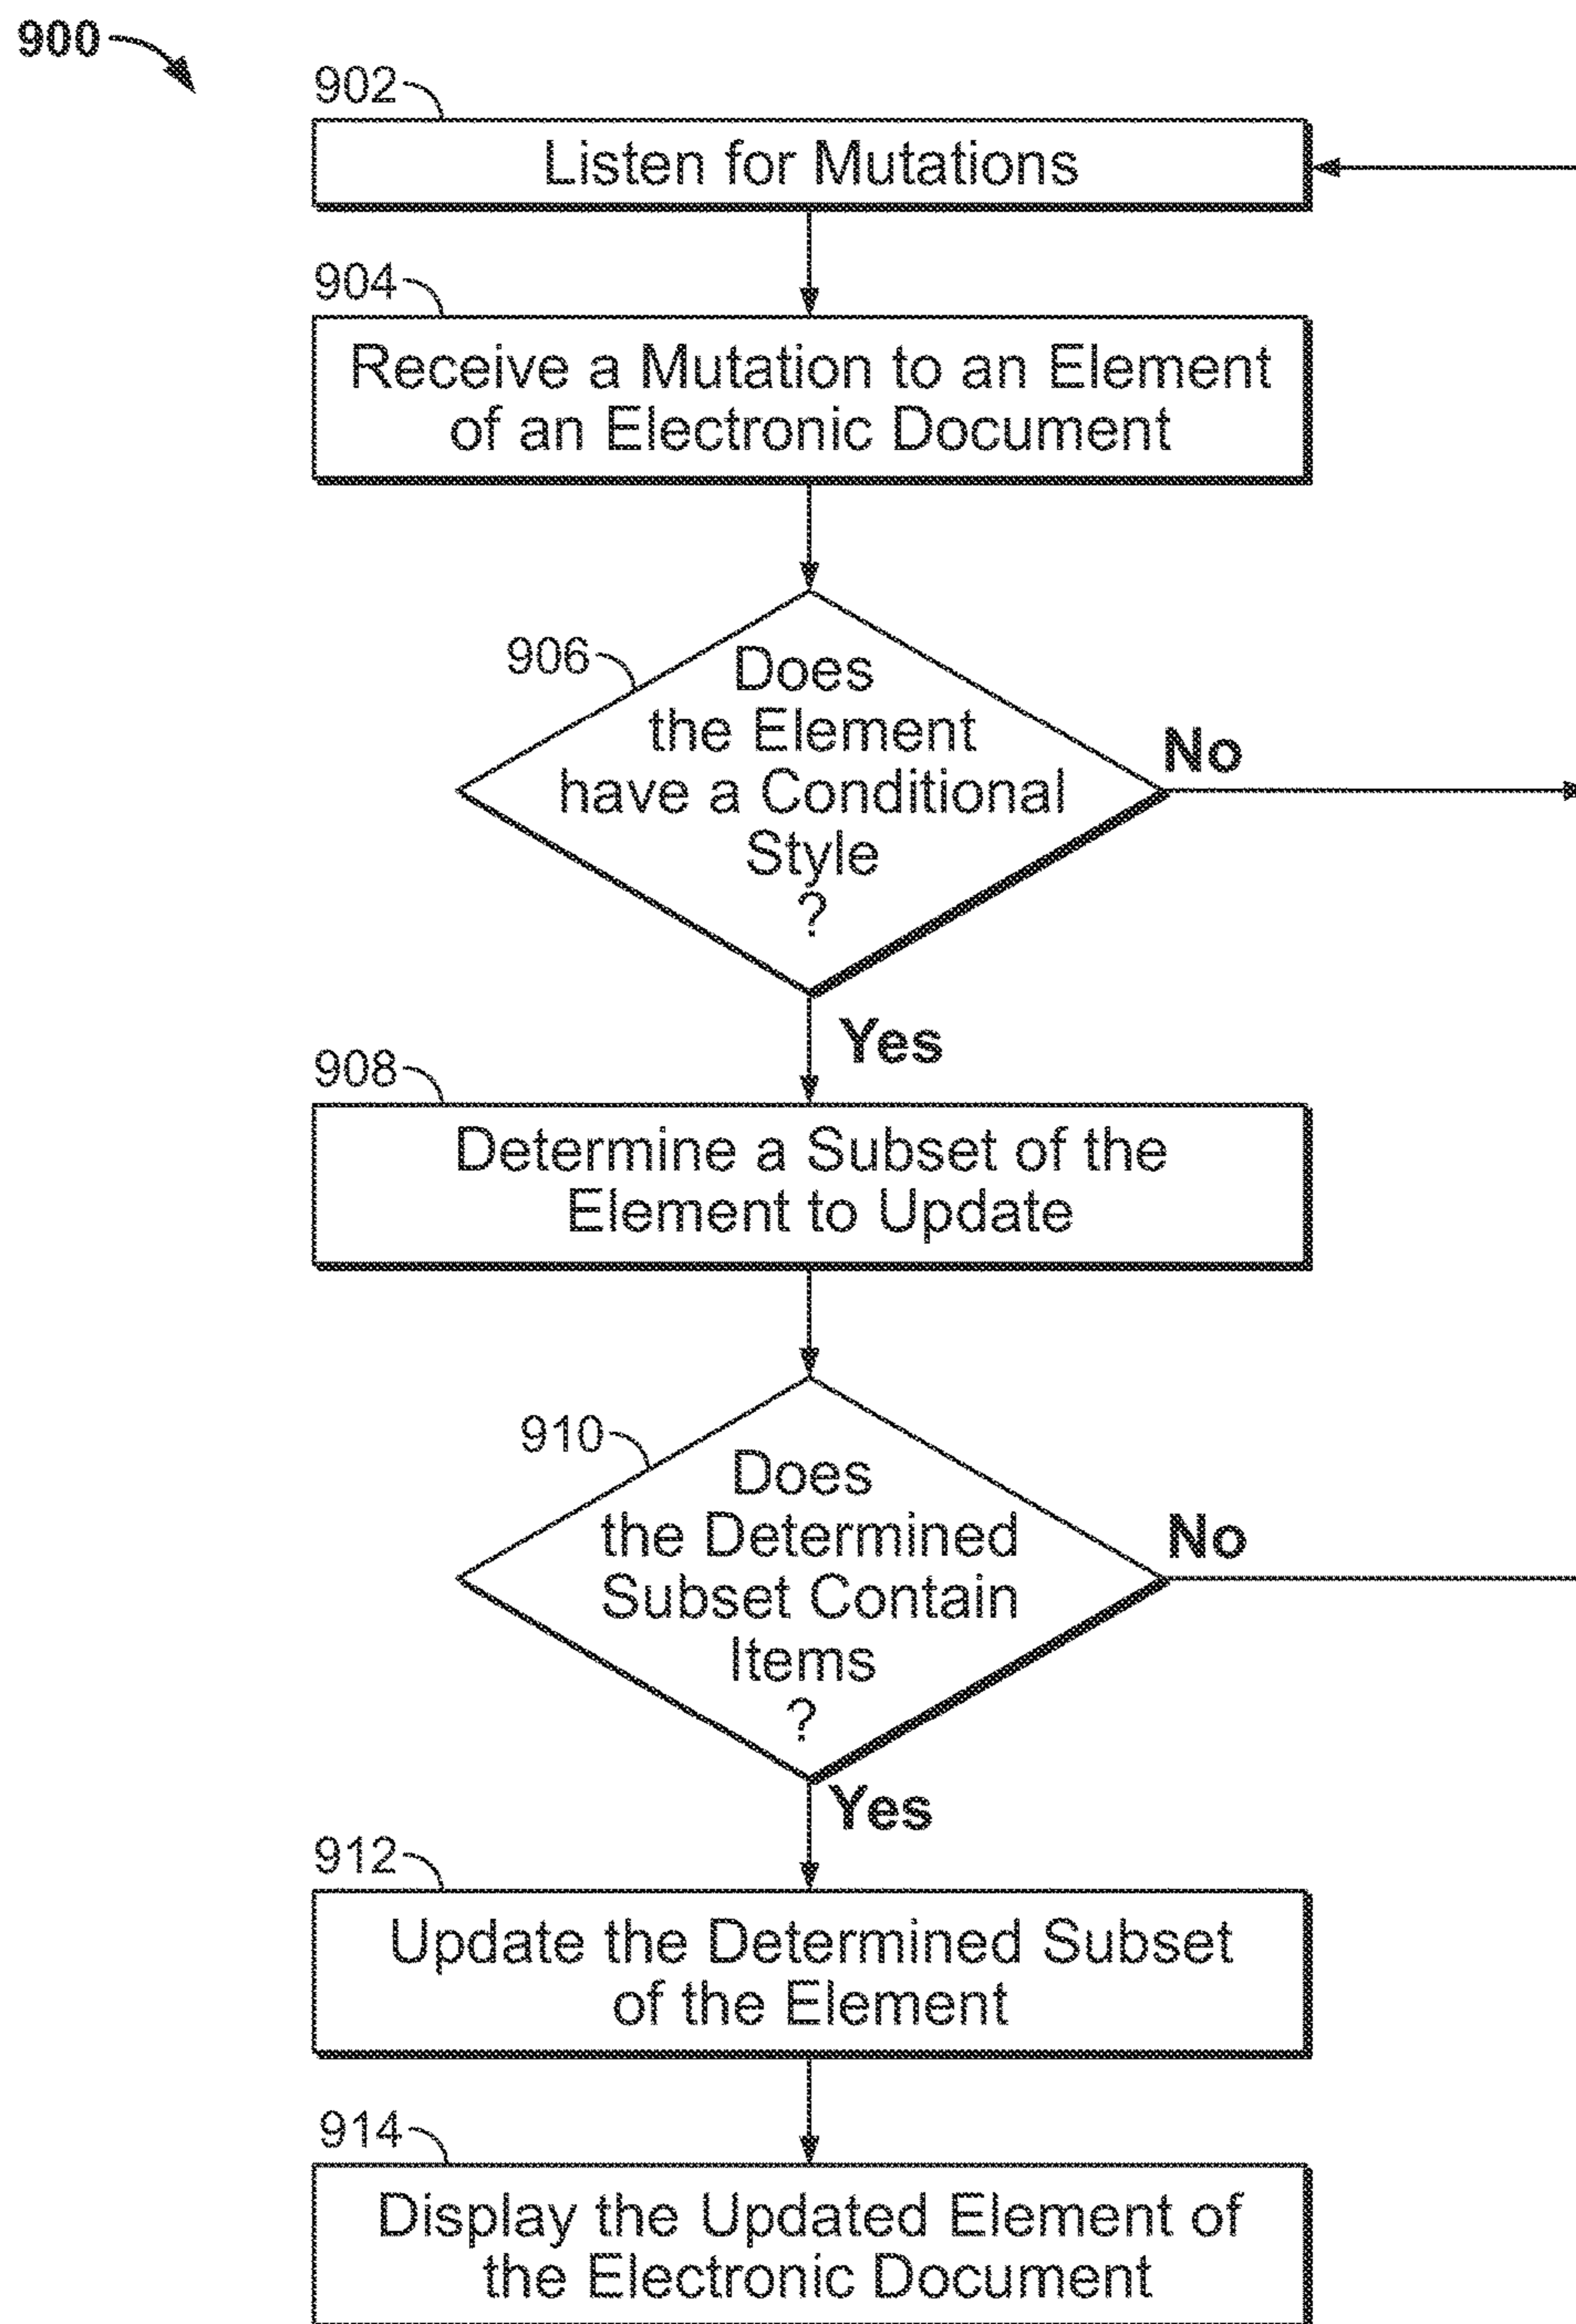 900
902
Listen for Mutations
904
Receive a Mutation to an Element
of an Electronic Document
906
Does
the Element
have a Conditional
Style
?
No
Yes
908
Determine a Subset of the
Element to Update
910
Does
the Determined
Subset Contain
Items
?
No
Yes
912
Update the Determined Subset
of the Element
914
Display the Updated Element of
the Electronic Document